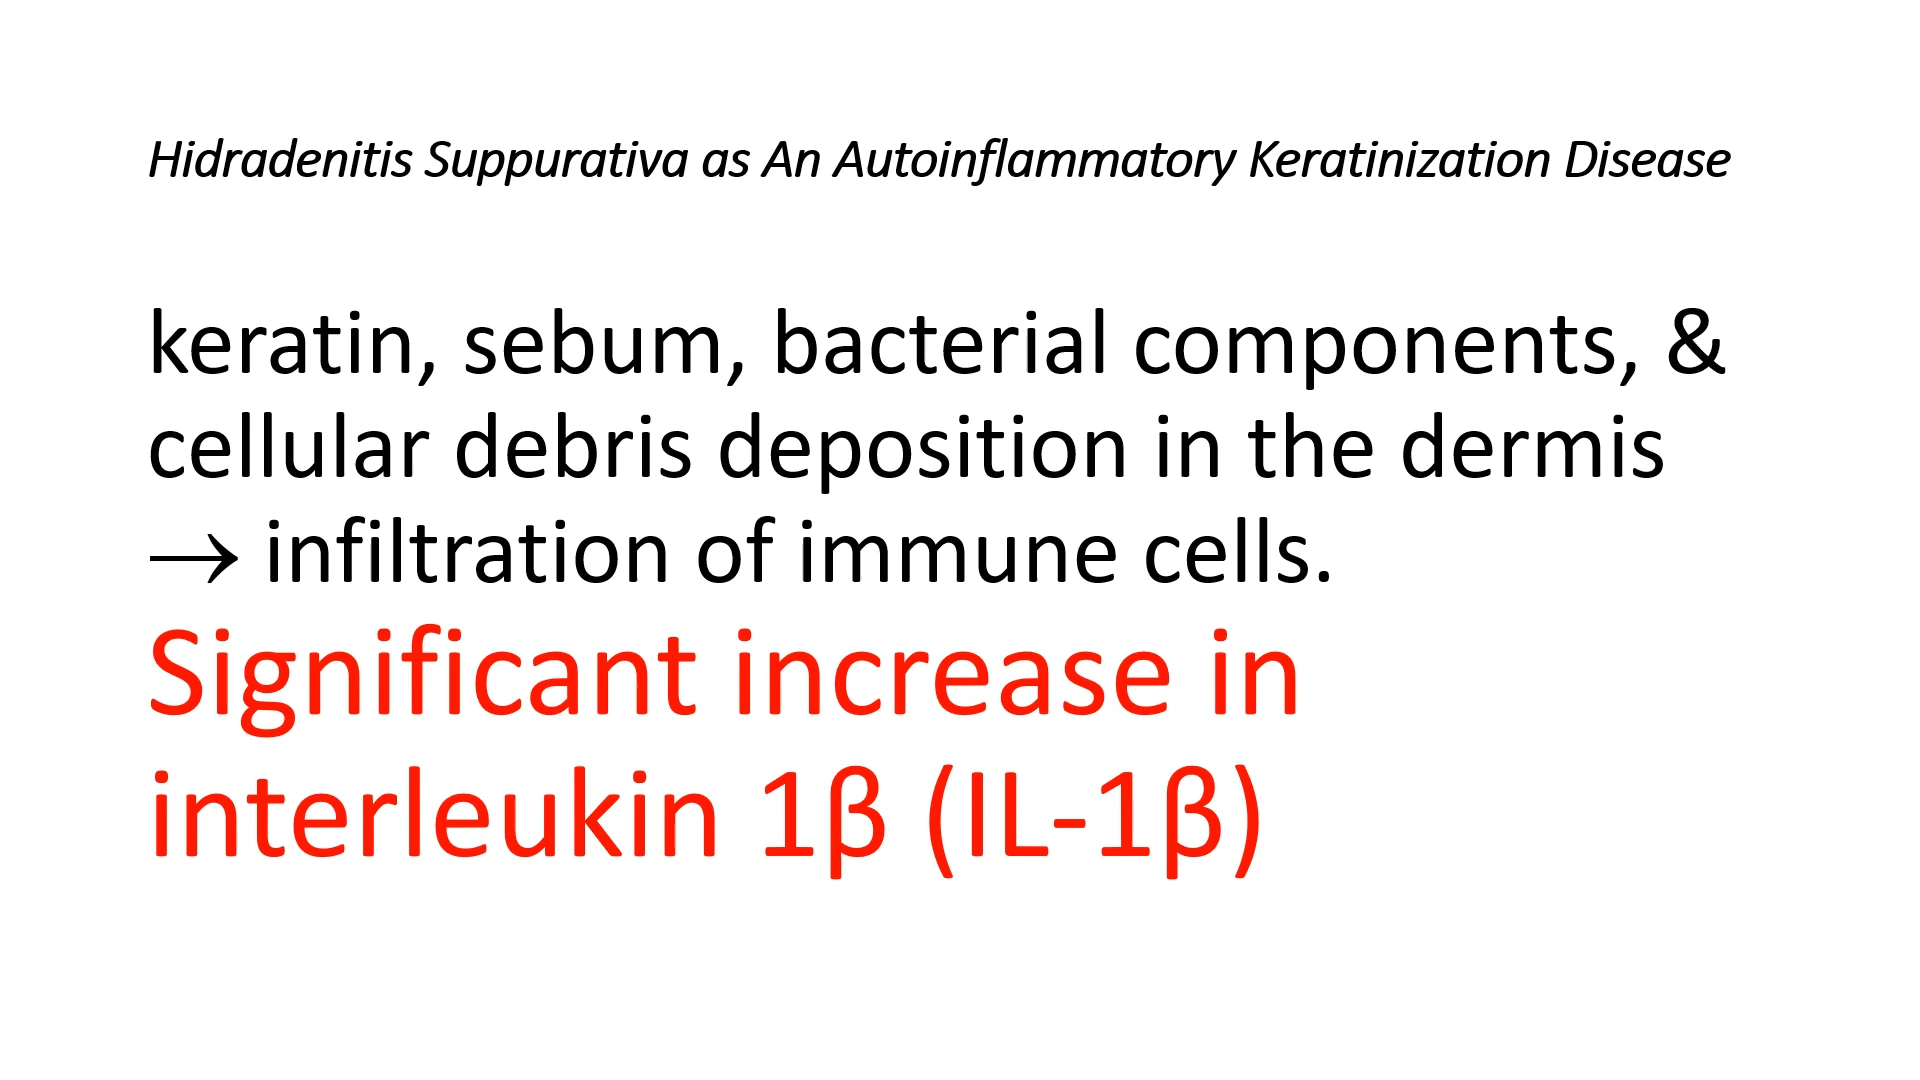 Hidradenitis Suppurativa as An Autoinflammatory Keratinization Disease
keratin, sebum, bacterial components, &
cellular debris deposition in the dermis
→ infiltration of immune cells.
Significant increase in
interleukin 1β (IL-1β)